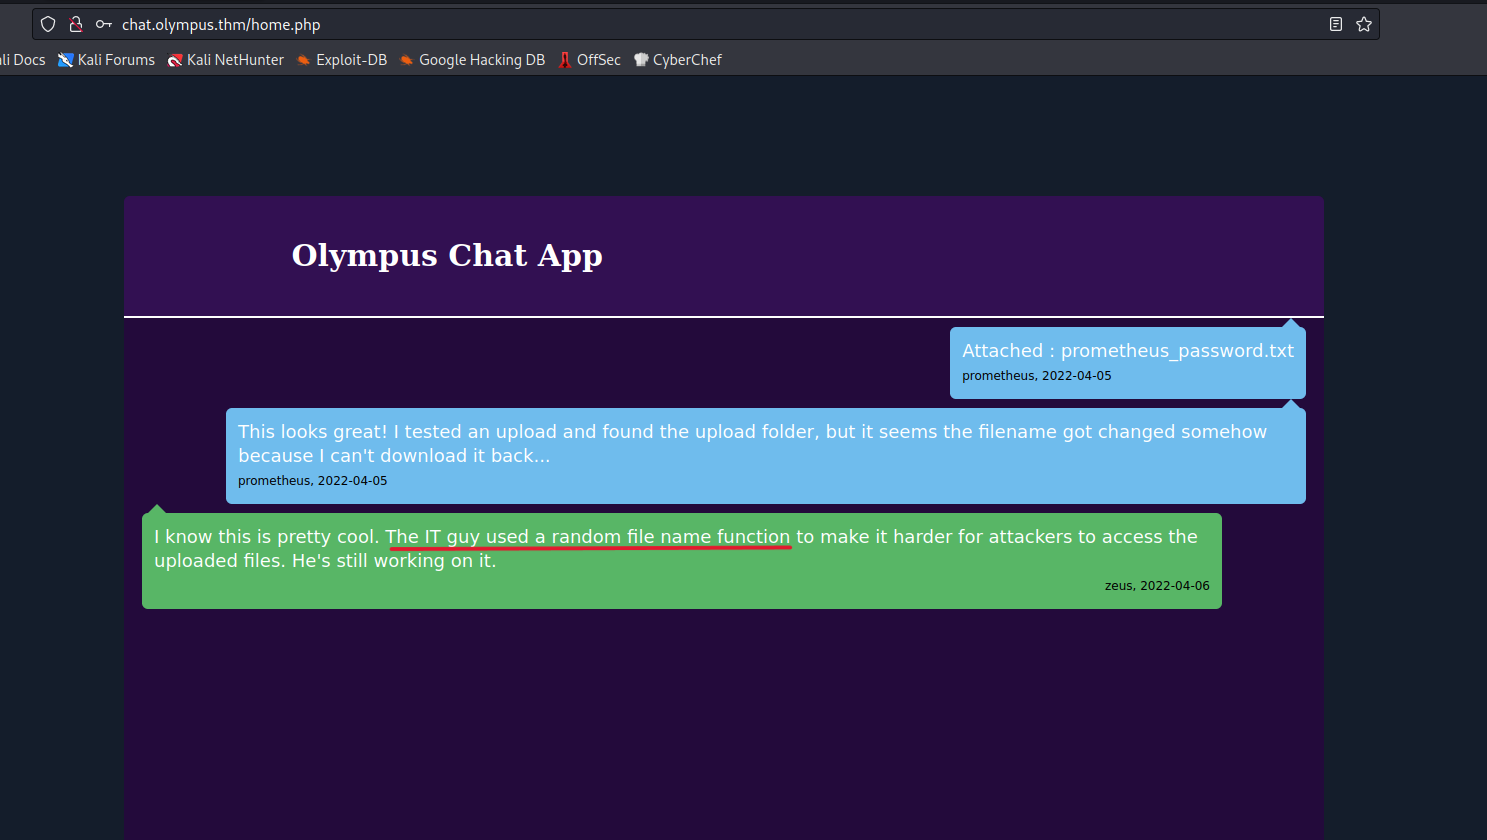 chat.olympus.thm/home.php
li Docs Kali Forums Kali NetHunter Exploit-DB Google Hacking DB OffSec CyberChef
Olympus Chat App
Attached : prometheus_password.txt
prometheus, 2022-04-05
This looks great! I tested an upload and found the upload folder, but it seems the filename got changed somehow
because I can't download it back...
prometheus, 2022-04-05
I know this is pretty cool. The IT guy used a random file name function to make it harder for attackers to access the
uploaded files. He's still working on it.
zeus, 2022-04-06